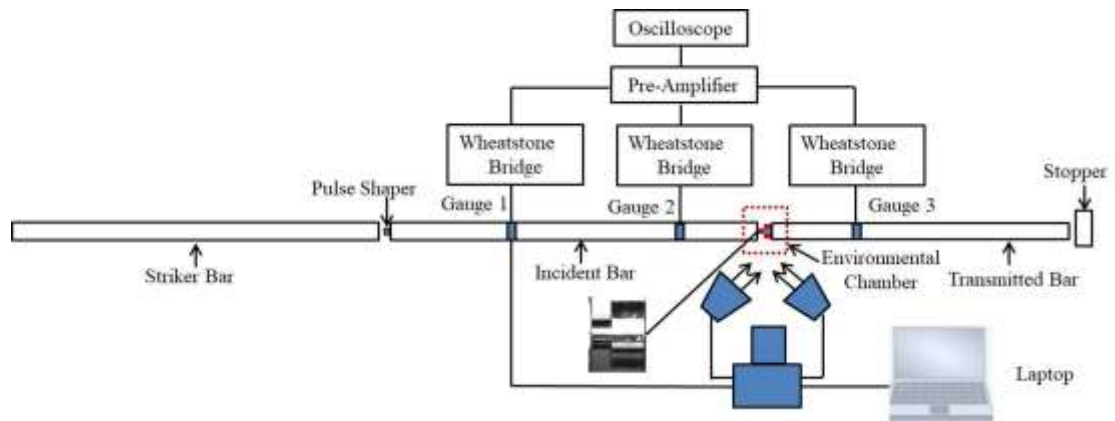 Oscilloscope
Pre-Amplifier
Wheatstone
Bridge
Wheatstone
Bridge
Wheatstone
Bridge
Stopper
Pulse Shaper
Gauge 1
Gauge 2
Gauge 3
Striker Bar
Incident Bar
Environmental
Chamber
Transmitted Bar
Laptop